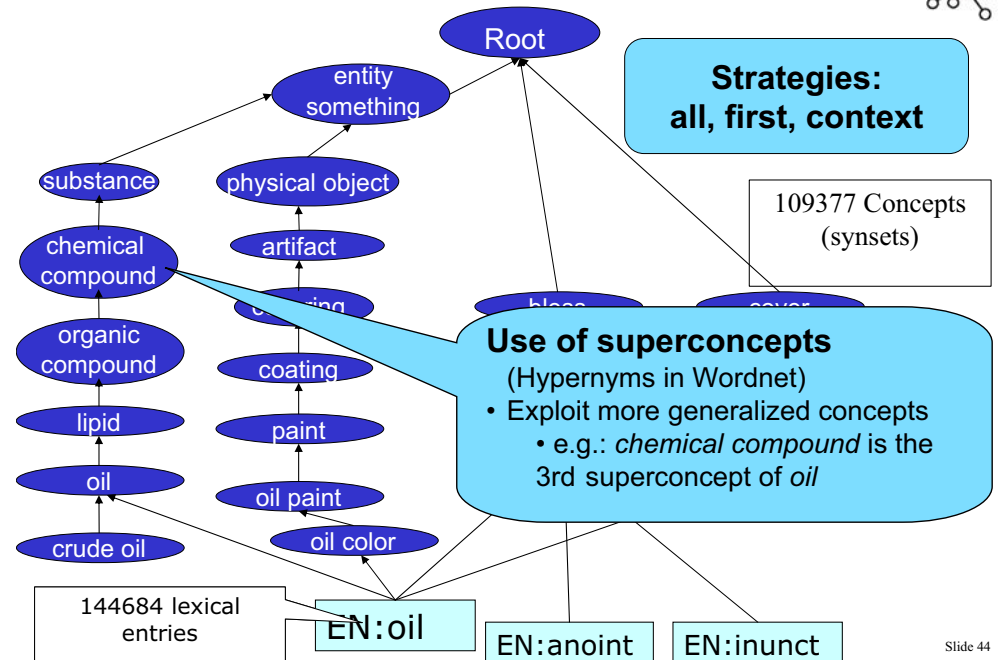 Root
entity
something
Strategies:
all, first, context
substance
physical object
109377 Concepts
(synsets)
chemical
compound
artifact
organic
compound
coating
Use of superconcepts
(Hypernyms in Wordnet)
• Exploit more generalized concepts
• e.g.: chemical compound is the
3rd superconcept of oil
lipid
paint
oil
oil paint
crude oil
oil color
144684 lexical
entries
EN:oil
EN:anoint
EN:inunct
Slide 44